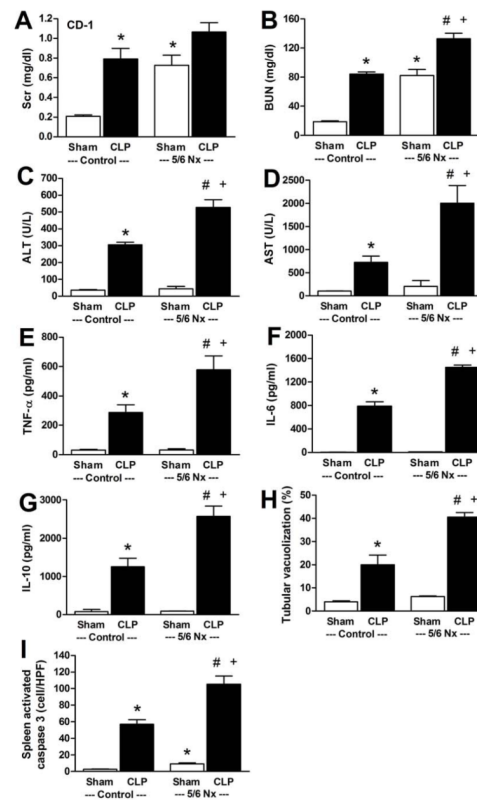 A
CD-1
*
*
Scr (mg/dl)
1.2
1.0
0.8
0.6
0.4
0.2
0.0
Sham CLP Sham CLP
--- Control --- --- 5/6 Nx ---
B
# +
*
*
BUN (mg/dl)
160
120
80
40
0
Sham CLP Sham CLP
--- Control --- --- 5/6 Nx ---
C
# +
*
ALT (U/L)
700
600
500
400
300
200
100
0
Sham CLP Sham CLP
--- Control --- --- 5/6 Nx ---
D
# +
*
AST (U/L)
2500
2000
1500
1000
500
0
Sham CLP Sham CLP
--- Control --- --- 5/6 Nx ---
E
# +
*
TNF-α (pg/ml)
800
600
400
200
0
Sham CLP Sham CLP
--- Control --- --- 5/6 Nx ---
F
# +
*
IL-6 (pg/ml)
1600
1200
800
400
0
Sham CLP Sham CLP
--- Control --- --- 5/6 Nx ---
G
# +
*
IL-10 (pg/ml)
3000
2000
1000
0
Sham CLP Sham CLP
--- Control --- --- 5/6 Nx ---
H
# +
*
Tubular vacuolization (%)
50
40
30
20
10
0
Sham CLP Sham CLP
--- Control --- --- 5/6 Nx ---
I
# +
*
*
Spleen activated
caspase 3 (cell/HPF)
120
100
80
60
40
20
0
Sham CLP Sham CLP
--- Control --- --- 5/6 Nx ---